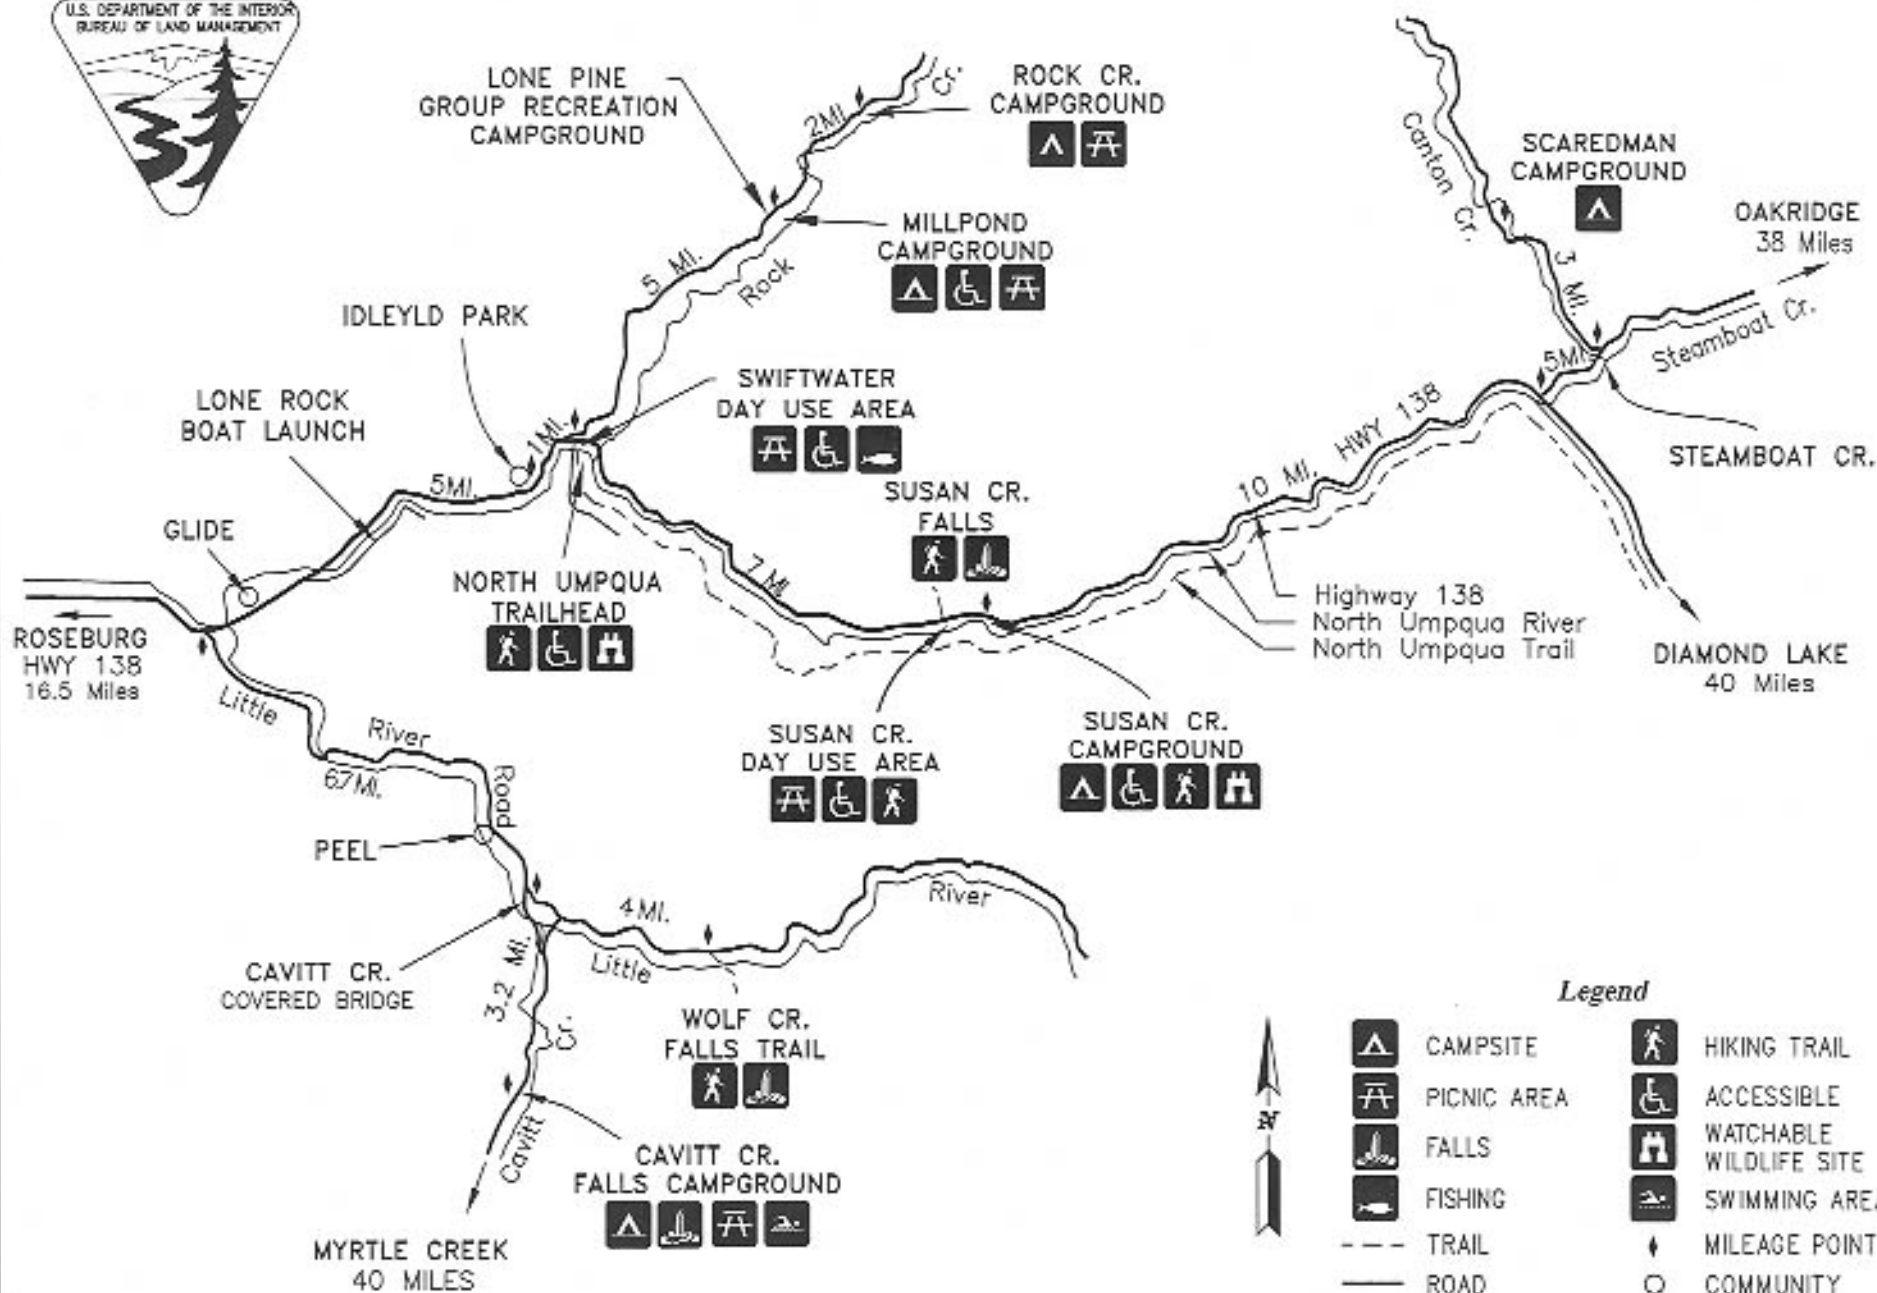 U.S. DEPARTMENT OF THE INTERIOR
BUREAU OF LAND MANAGEMENT
LONE PINE
GROUP RECREATION
CAMPGROUND
2MI.
Cr.
ROCK CR.
CAMPGROUND
MILLPOND
CAMPGROUND
5 MI.
Rock
Canton
Cr.
SCAREDMAN
CAMPGROUND
OAKRIDGE
38 Miles
3 MI.
5MI.
Steamboat Cr.
STEAMBOAT CR.
IDLEYLD PARK
LONE ROCK
BOAT LAUNCH
GLIDE
5MI.
1MI.
SWIFTWATER
DAY USE AREA
NORTH UMPQUA
TRAILHEAD
SUSAN CR.
FALLS
7 MI.
10 MI.
HWY 138
Highway 138
North Umpqua River
North Umpqua Trail
DIAMOND LAKE
40 Miles
ROSEBURG
HWY 138
16.5 Miles
Little
River
Road
6.7MI.
PEEL
SUSAN CR.
DAY USE AREA
SUSAN CR.
CAMPGROUND
CAVITT CR.
COVERED BRIDGE
4MI.
Little
River
3.2 MI.
Cr.
Cavitt
WOLF CR.
FALLS TRAIL
CAVITT CR.
FALLS CAMPGROUND
MYRTLE CREEK
40 MILES
N
Legend
CAMPSITE
PICNIC AREA
FALLS
FISHING
TRAIL
ROAD
HIKING TRAIL
ACCESSIBLE
WATCHABLE
WILDLIFE SITE
SWIMMING AREA
MILEAGE POINT
COMMUNITY